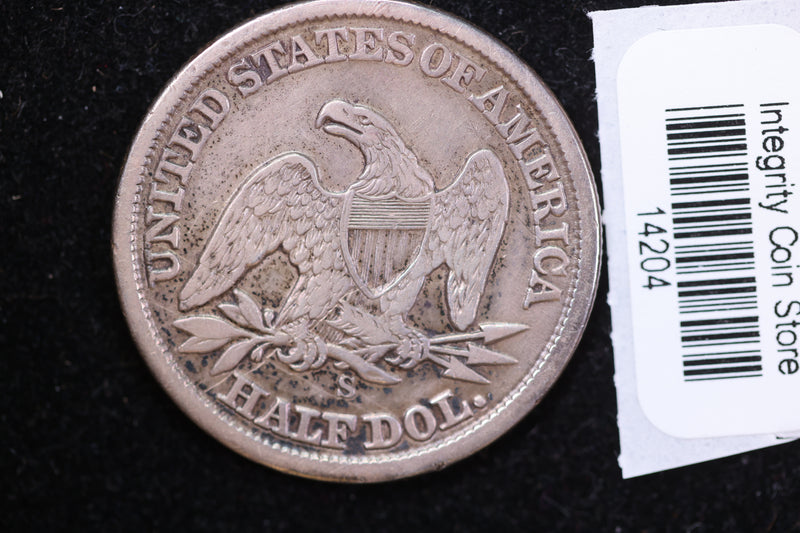 UNITED STATES OF AMERICA
S
HALF DOL.
Integrity Coin Store
14204